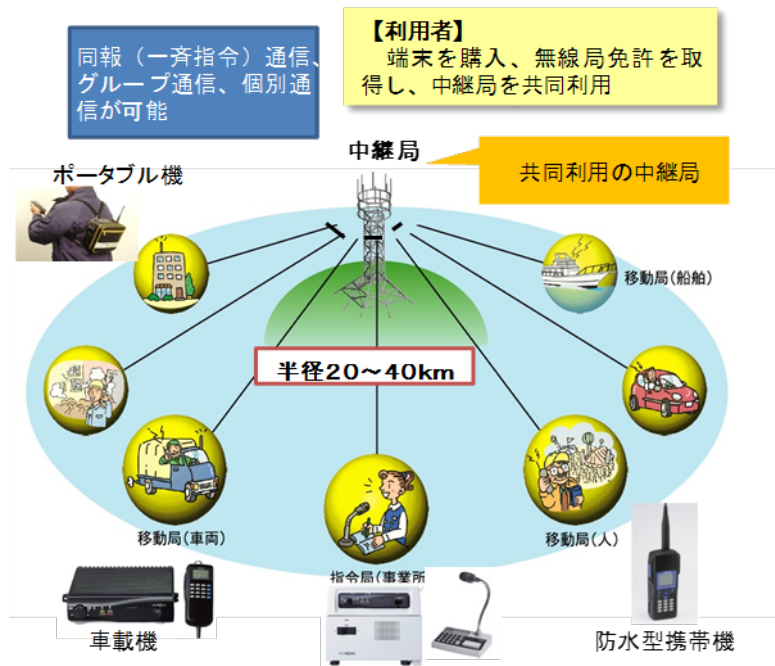 同報（一斉指令）通信、
グループ通信、個別通
信が可能
【利用者】
端末を購入、無線局免許を取
得し、中継局を共同利用
中継局
共同利用の中継局
ポータブル機
移動局(船舶)
半径20～40km
移動局(車両)
移動局(人)
指令局(事業所
車載機
防水型携帯機